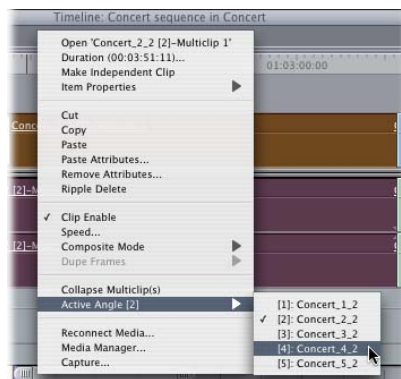 Timeline: Concert sequence in Concert
Open 'Concert_2_2 [2]–Multiclip 1'
Duration (00:03:51:11)...
01:03:00:00
Make Independent Clip
Item Properties
Cut
Conc
Copy
Paste
Paste Attributes...
Remove Attributes...
[2]–M
Ripple Delete
✓ Clip Enable
Speed...
[2]–M
Composite Mode
Dupe Frames
Collapse Multiclip(s)
Active Angle [2]
[1]: Concert_1_2
✓ [2]: Concert_2_2
[3]: Concert_3_2
[4]: Concert_4_2
[5]: Concert_5_2
Reconnect Media...
Media Manager...
Capture...